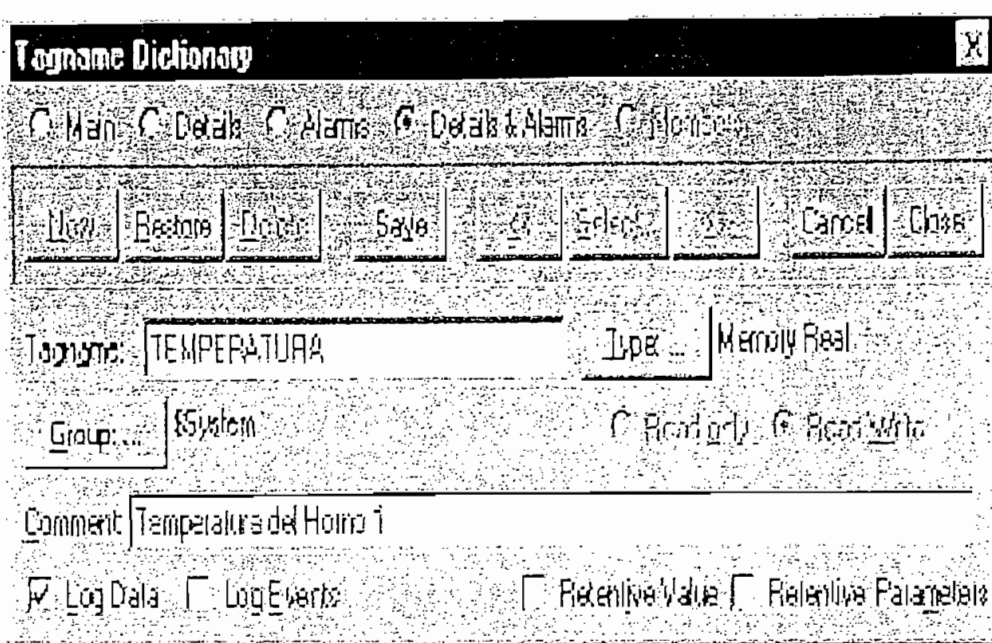 Tagname Dictionary
Main Details Alarms Details & Alarms Members
New Restore Delete Save << Select... >> Cancel Close
Tagname: TEMPERATURA Type: ... Memory Real
Group: ... $System Read only Read Write
Comment: Temperatura del Horno 1
Log Data Log Events Retentive Value Retentive Parameters